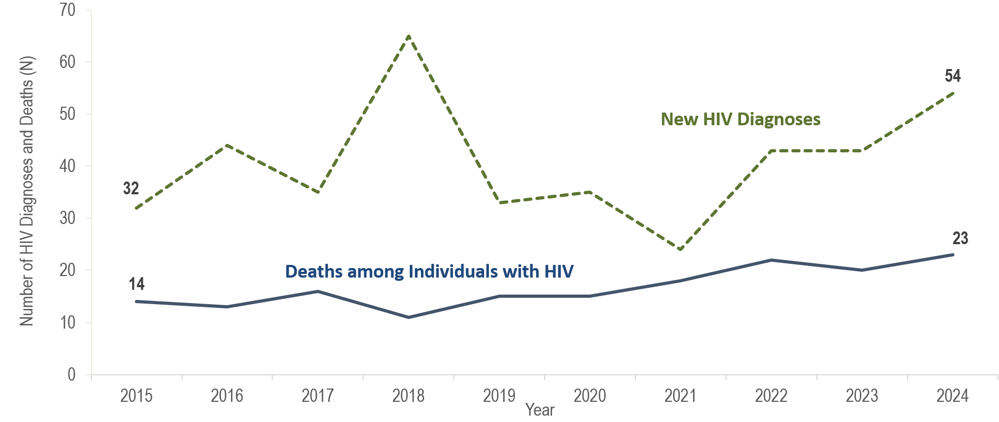 Number of HIV Diagnoses and Deaths (N)
70
60
50
40
30
20
10
0
32
54
New HIV Diagnoses
14
23
Deaths among Individuals with HIV
2015 2016 2017 2018 2019 2020 2021 2022 2023 2024
Year